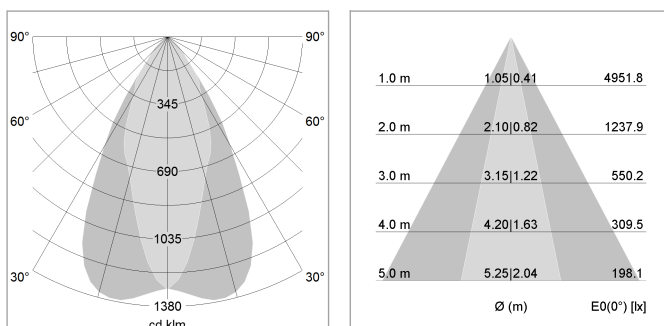 90°
90°
345
60°
60°
690
1035
30°
30°
1380
cd klm
1.0 m 1.05|0.41 4951.8
2.0 m 2.10|0.82 1237.9
3.0 m 3.15|1.22 550.2
4.0 m 4.20|1.63 309.5
5.0 m 5.25|2.04 198.1
Ø (m) E0(0°) [lx]